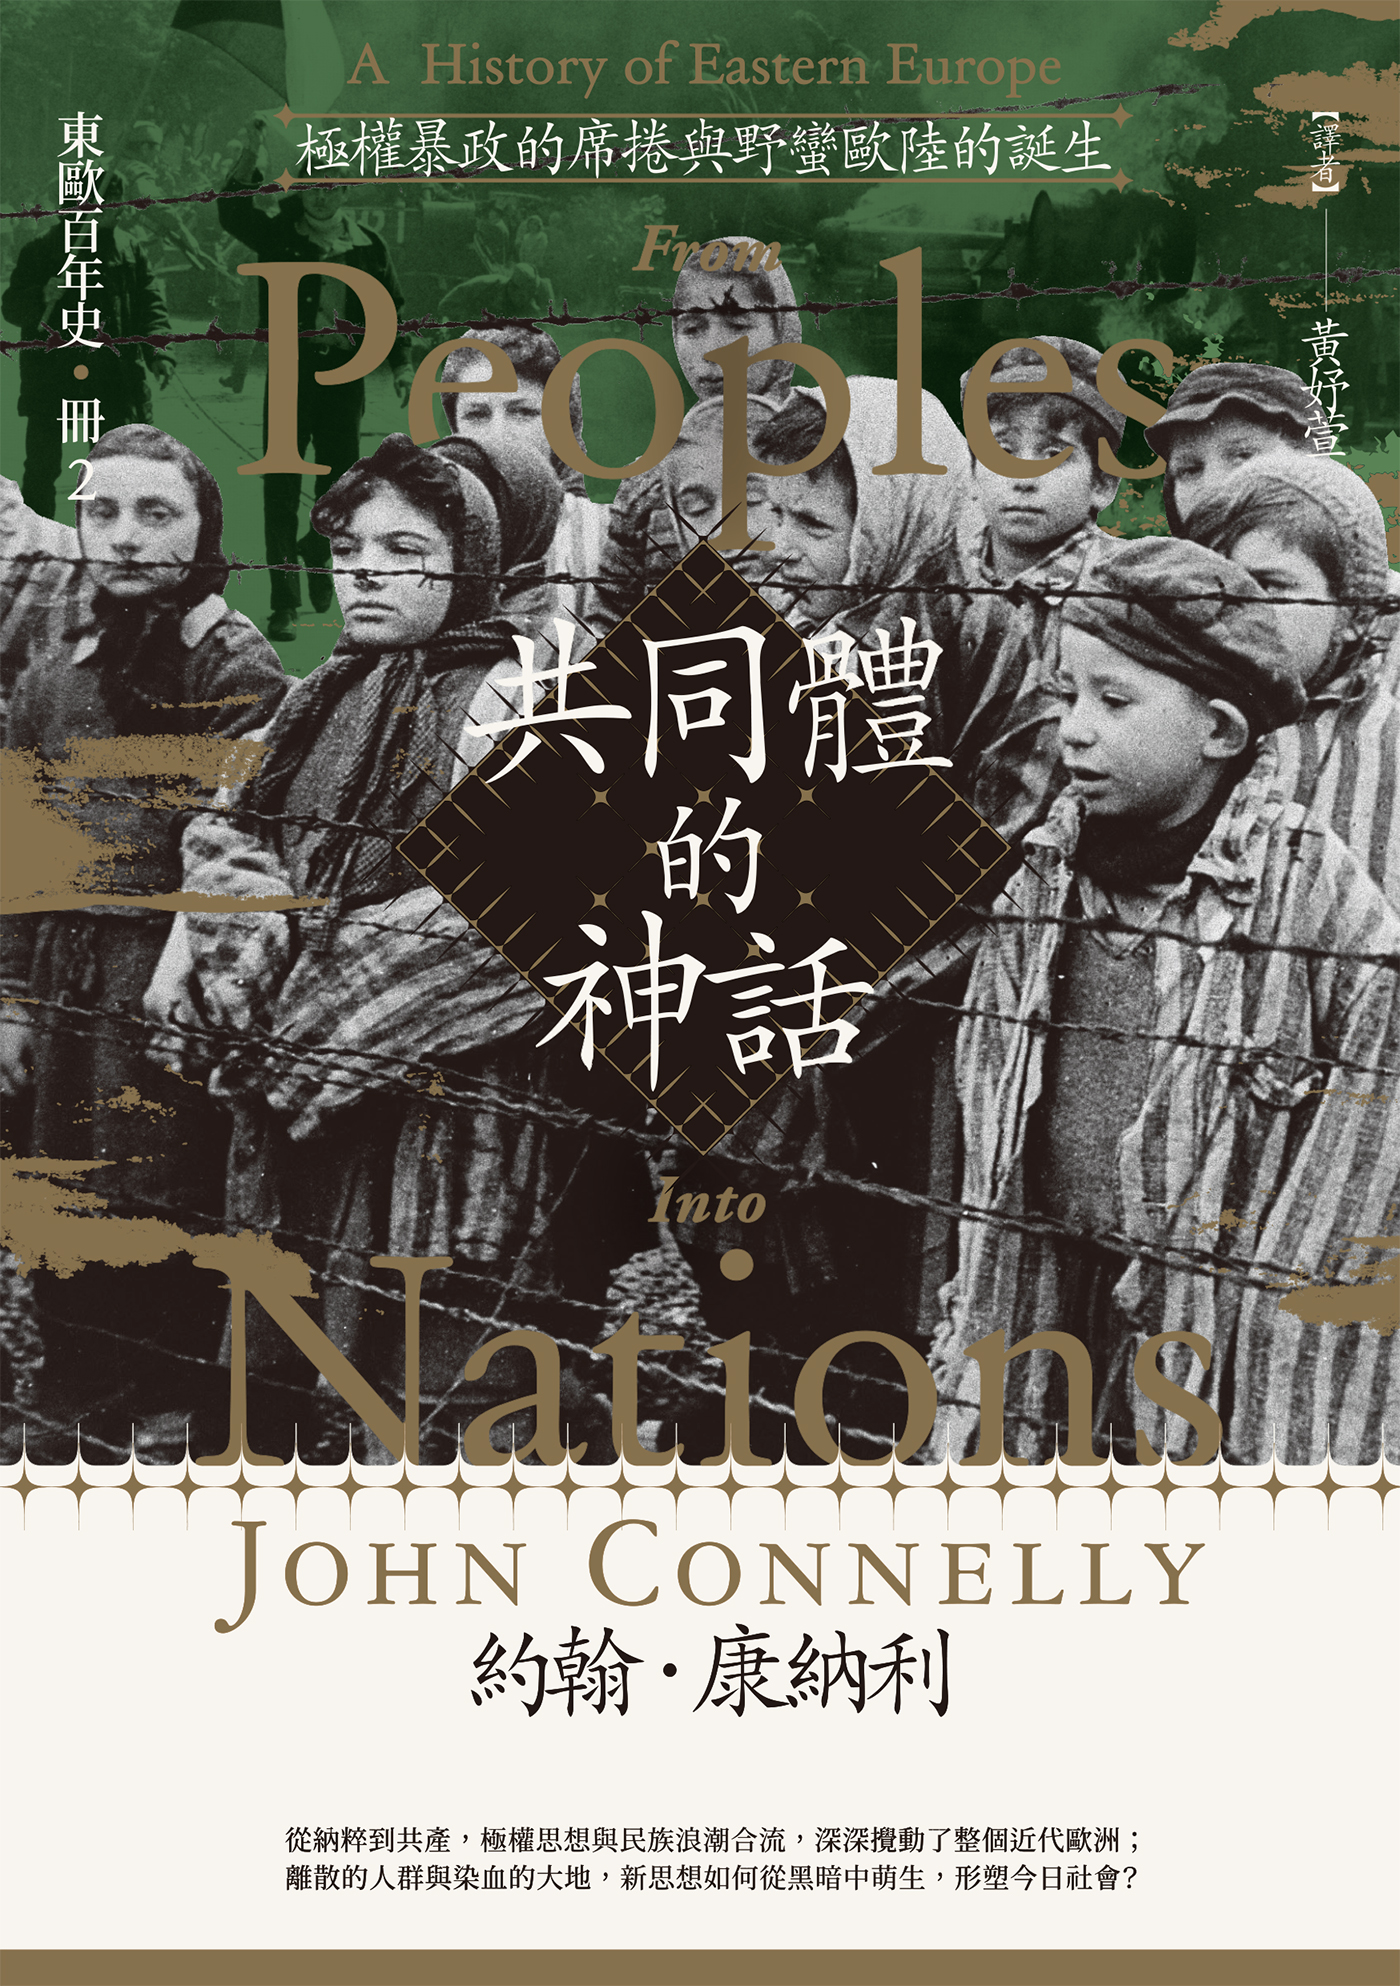 A History of Eastern Europe
極權暴政的席捲與野蠻歐陸的誕生
東歐百年史・冊2
【譯者】——黃妤萱
From
Peoples
共同體
的
神話
Into
Nations
JOHN CONNELLY
約翰・康納利
從納粹到共產，極權思想與民族浪潮合流，深深攪動了整個近代歐洲；
離散的人群與染血的大地，新思想如何從黑暗中萌生，形塑今日社會？